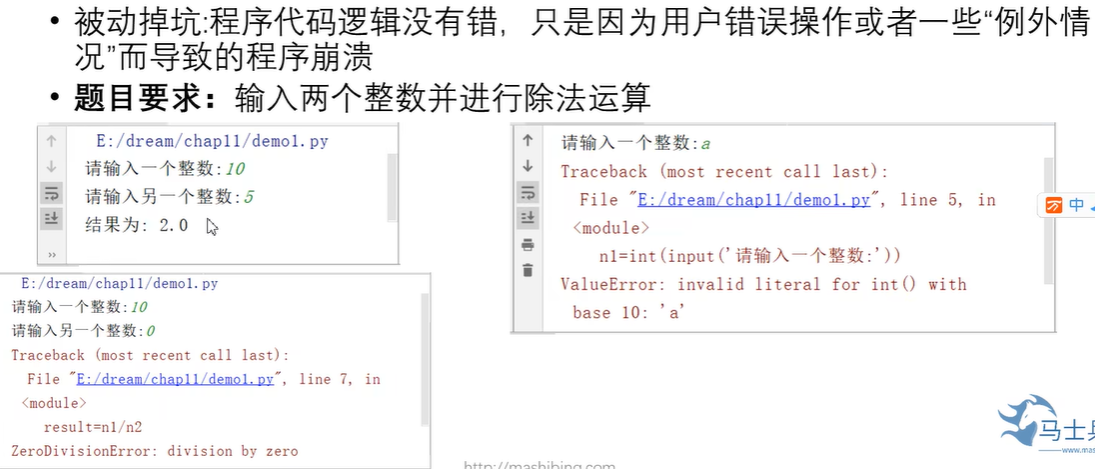 • 被动掉坑:程序代码逻辑没有错，只是因为用户错误操作或者一些“例外情
况”而导致的程序崩溃
• 题目要求：输入两个整数并进行除法运算
E:/dream/chap11/demo1.py
请输入一个整数:10
请输入另一个整数:5
结果为: 2.0
请输入一个整数:a
Traceback (most recent call last):
File "E:/dream/chap11/demo1.py", line 5, in
<module>
n1=int(input('请输入一个整数:'))
ValueError: invalid literal for int() with
base 10: 'a'
中
E:/dream/chap11/demo1.py
请输入一个整数:10
请输入另一个整数:0
Traceback (most recent call last):
File "E:/dream/chap11/demo1.py", line 7, in
<module>
result=n1/n2
ZeroDivisionError: division by zero
马士
http://mashibing.com